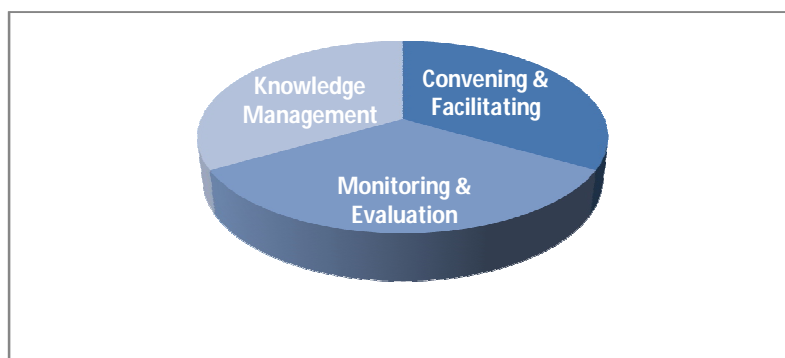 Knowledge
Management
Convening &
Facilitating
Monitoring &
Evaluation